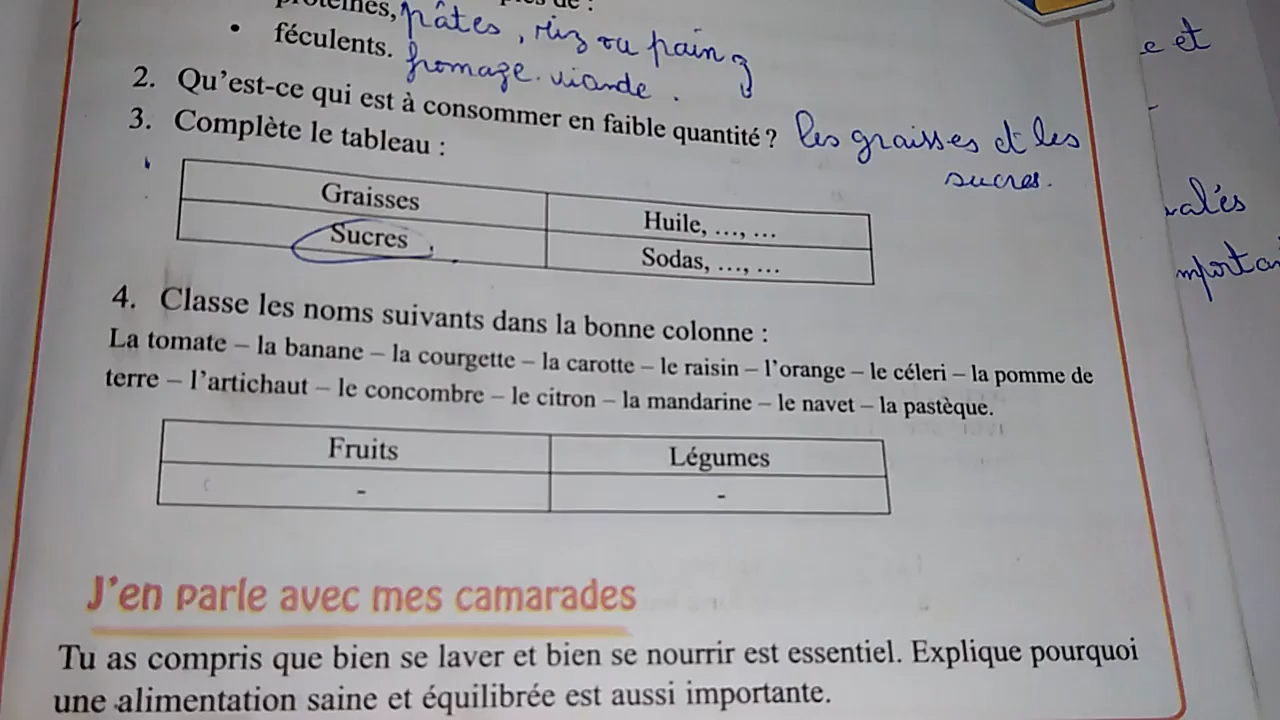 protéines, pâtes, riz ou pain
féculents. fromage. viande.
2. Qu'est-ce qui est à consommer en faible quantité ? les graisses et les
sucres.
3. Complète le tableau :
Graisses Huile, ..., ...
Sucres Sodas, ..., ...
4. Classe les noms suivants dans la bonne colonne :
La tomate – la banane – la courgette – la carotte – le raisin – l'orange – le céleri – la pomme de
terre – l'artichaut – le concombre – le citron – la mandarine – le navet – la pastèque.
Fruits Légumes
- -
J'en parle avec mes camarades
Tu as compris que bien se laver et bien se nourrir est essentiel. Explique pourquoi
une alimentation saine et équilibrée est aussi importante.
et